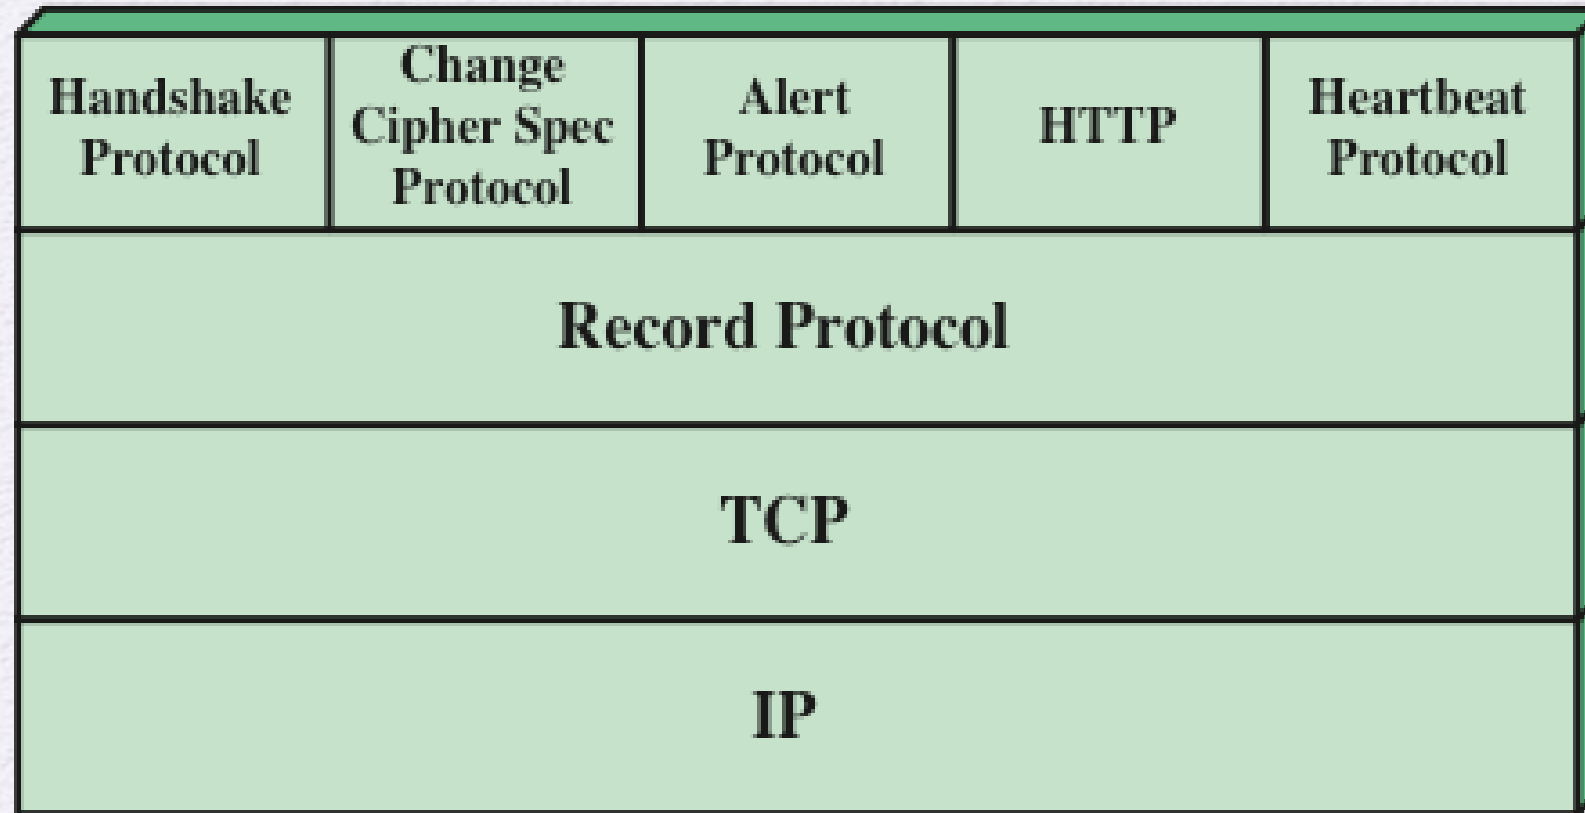 Handshake
Protocol
Change
Cipher Spec
Protocol
Alert
Protocol
HTTP
Heartbeat
Protocol
Record Protocol
TCP
IP